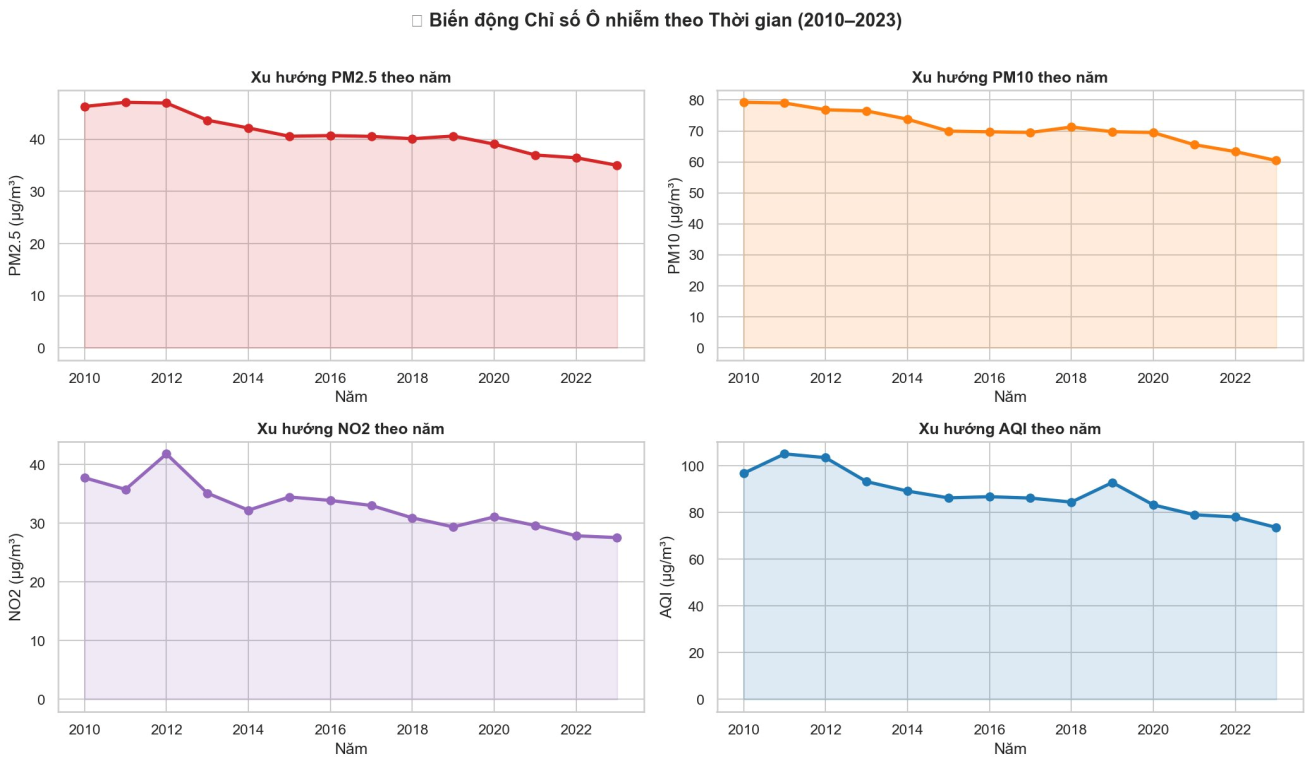 Biến động Chỉ số Ô nhiễm theo Thời gian (2010–2023)
Xu hướng PM2.5 theo năm
PM2.5 (µg/m³)
40
30
20
10
0
2010 2012 2014 2016 2018 2020 2022
Năm
Xu hướng PM10 theo năm
PM10 (µg/m³)
80
70
60
50
40
30
20
10
0
2010 2012 2014 2016 2018 2020 2022
Năm
Xu hướng NO2 theo năm
NO2 (µg/m³)
40
30
20
10
0
2010 2012 2014 2016 2018 2020 2022
Năm
Xu hướng AQI theo năm
AQI (µg/m³)
100
80
60
40
20
0
2010 2012 2014 2016 2018 2020 2022
Năm